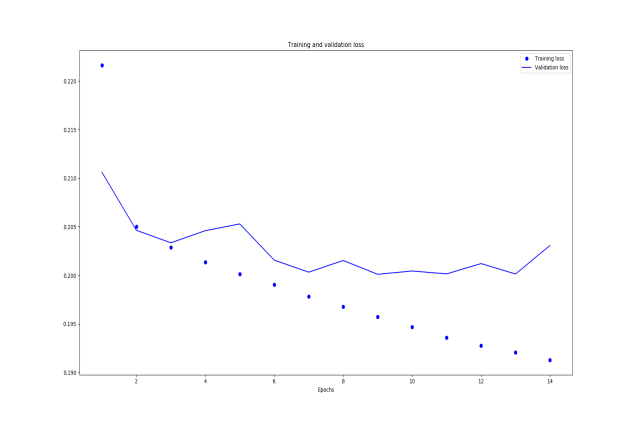 Training and validation loss
Training loss
Validation loss
0.220
0.215
0.210
0.205
0.200
0.195
0.190
2 4 6 8 10 12 14
Epochs